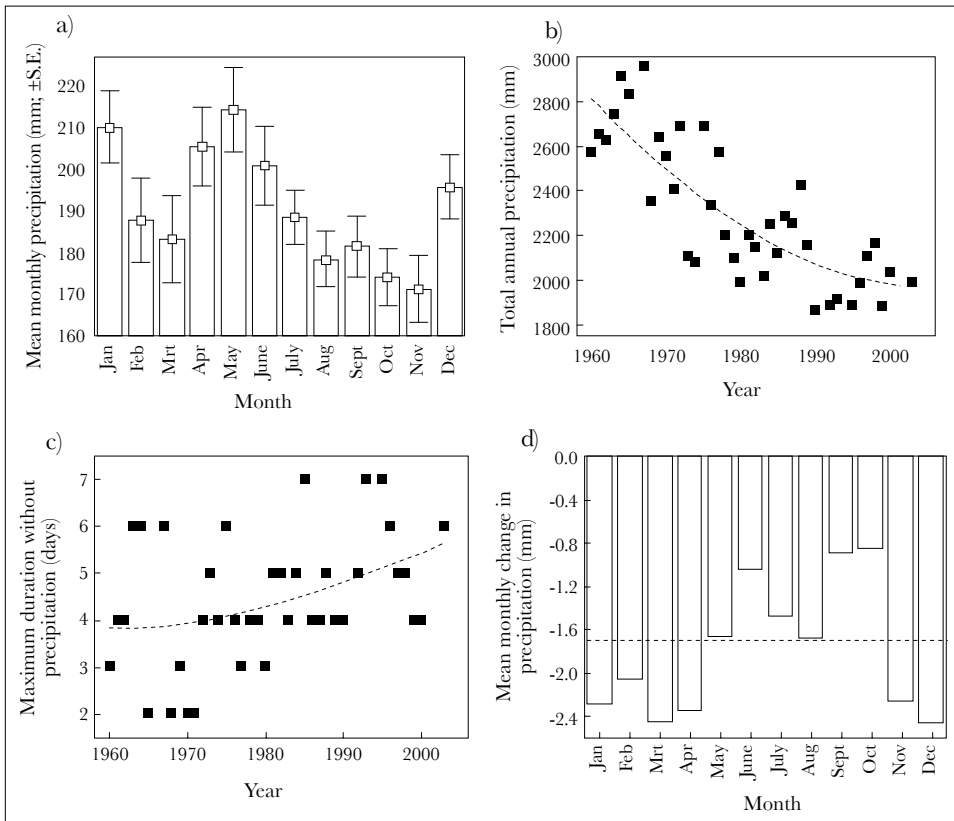 a)
Mean monthly precipitation (mm; ±S.E.)
220
210
200
190
180
170
160
Jan
Feb
Mrt
Apr
May
June
July
Aug
Sept
Oct
Nov
Dec
Month
b)
Total annual precipitation (mm)
3000
2800
2600
2400
2200
2000
1800
1960
1970
1980
1990
2000
Year
c)
Maximum duration without
precipitation (days)
7
6
5
4
3
2
1960
1970
1980
1990
2000
Year
d)
Mean monthly change in
precipitation (mm)
0.0
-0.4
-0.8
-1.2
-1.6
-2.0
-2.4
Jan
Feb
Mrt
Apr
May
June
July
Aug
Sept
Oct
Nov
Dec
Month